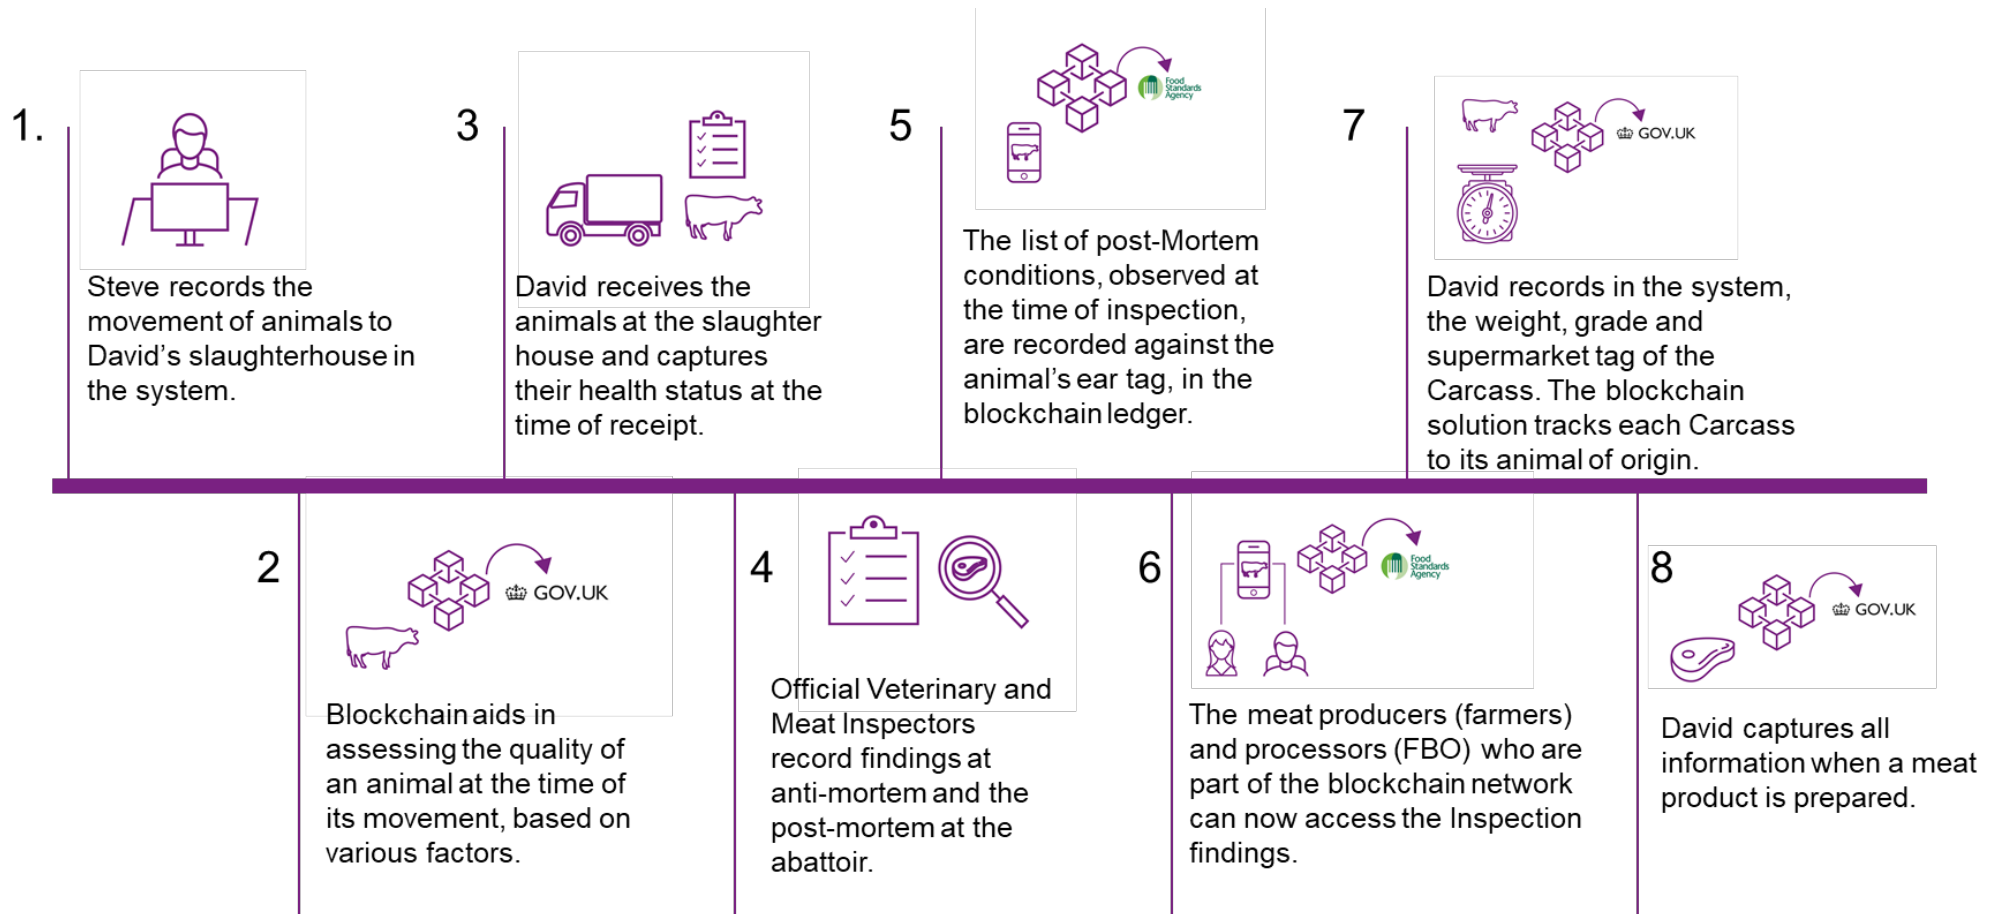 1.
Steve records the
movement of animals to
David's slaughterhouse in
the system.
2
GOV.UK
Blockchain aids in
assessing the quality of
an animal at the time of
its movement, based on
various factors.
3
David receives the
animals at the slaughter
house and captures
their health status at the
time of receipt.
4
Official Veterinary and
Meat Inspectors
record findings at
anti-mortem and the
post-mortem at the
abattoir.
5
Food
Standards
Agency
The list of post-Mortem
conditions, observed at
the time of inspection,
are recorded against the
animal's ear tag, in the
blockchain ledger.
6
Food
Standards
Agency
The meat producers (farmers)
and processors (FBO) who are
part of the blockchain network
can now access the Inspection
findings.
7
GOV.UK
David records in the system,
the weight, grade and
supermarket tag of the
Carcass. The blockchain
solution tracks each Carcass
to its animal of origin.
8
GOV.UK
David captures all
information when a meat
product is prepared.